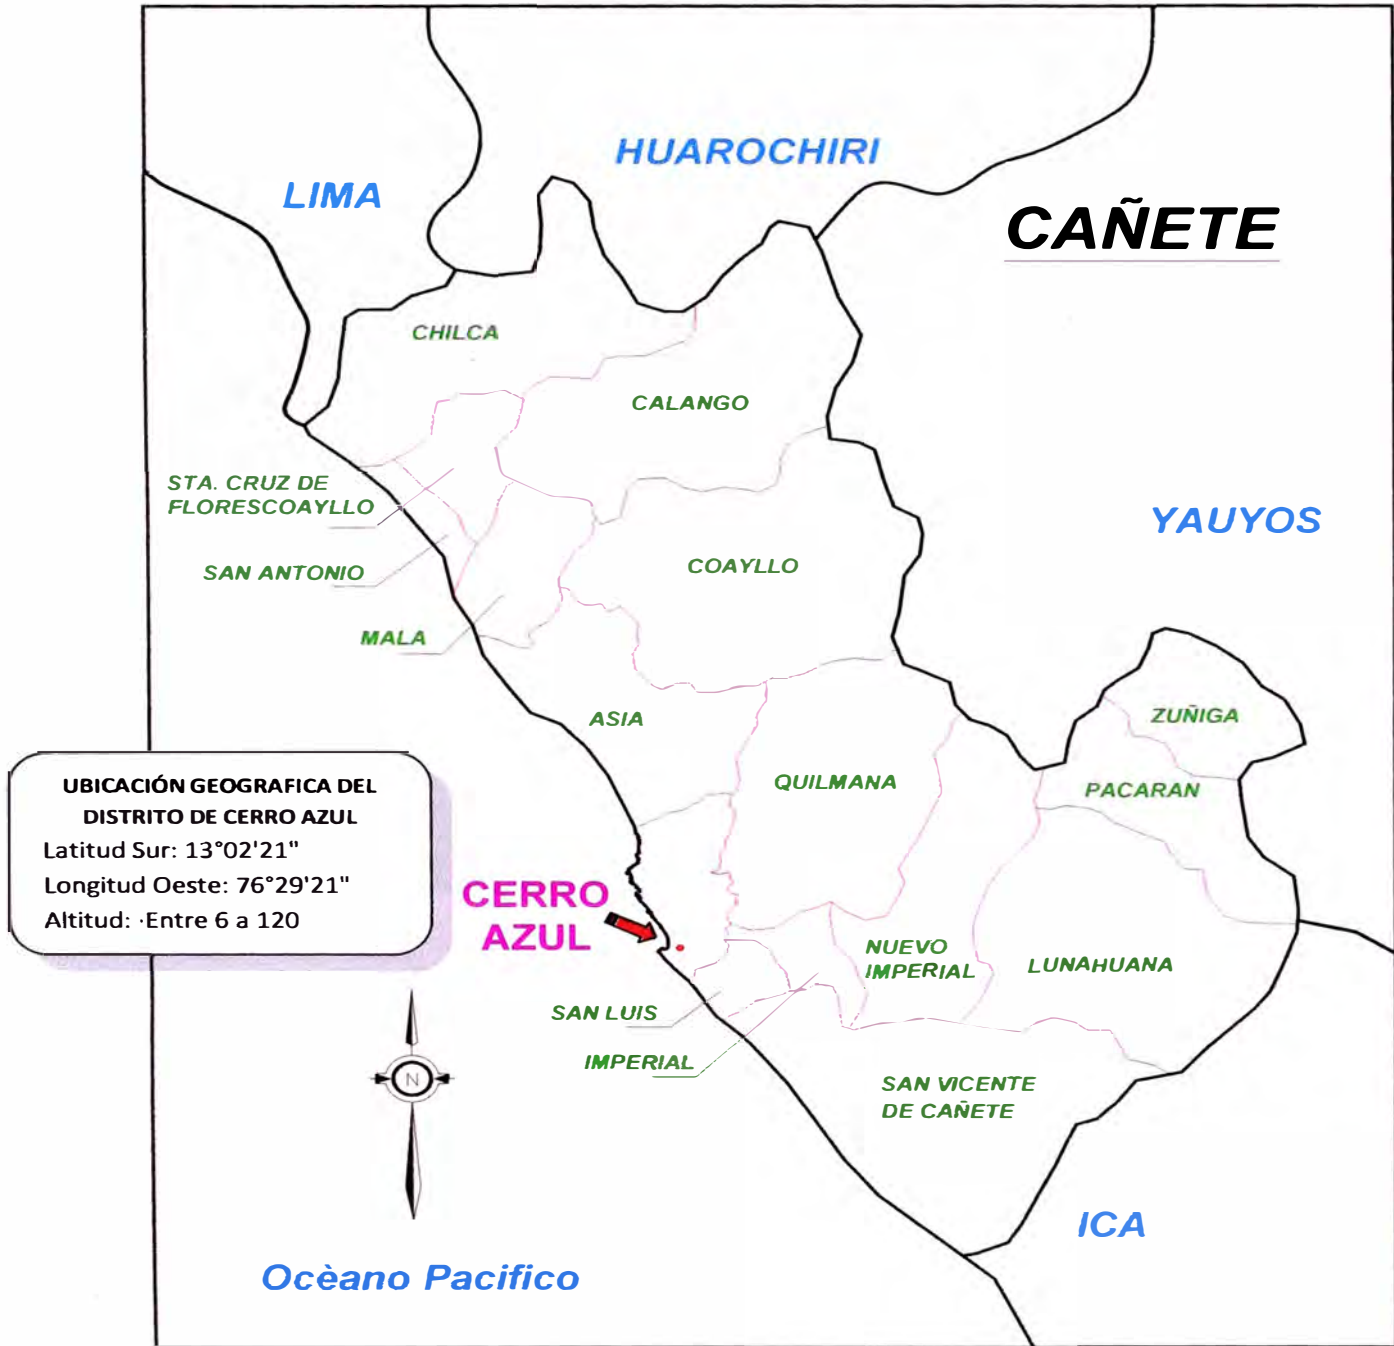 HUAROCHIRI
LIMA
CAÑETE
CHILCA
CALANGO
STA. CRUZ DE
FLORESCOAYLLO
YAUYOS
SAN ANTONIO
COAYLLO
MALA
ASIA
ZUÑIGA
QUILMANA
PACARAN
UBICACIÓN GEOGRAFICA DEL
DISTRITO DE CERRO AZUL
Latitud Sur: 13°02'21"
Longitud Oeste: 76°29'21"
Altitud: ·Entre 6 a 120
CERRO
AZUL
NUEVO
IMPERIAL
LUNAHUANA
SAN LUIS
IMPERIAL
N
SAN VICENTE
DE CAÑETE
ICA
Ocèano Pacifico